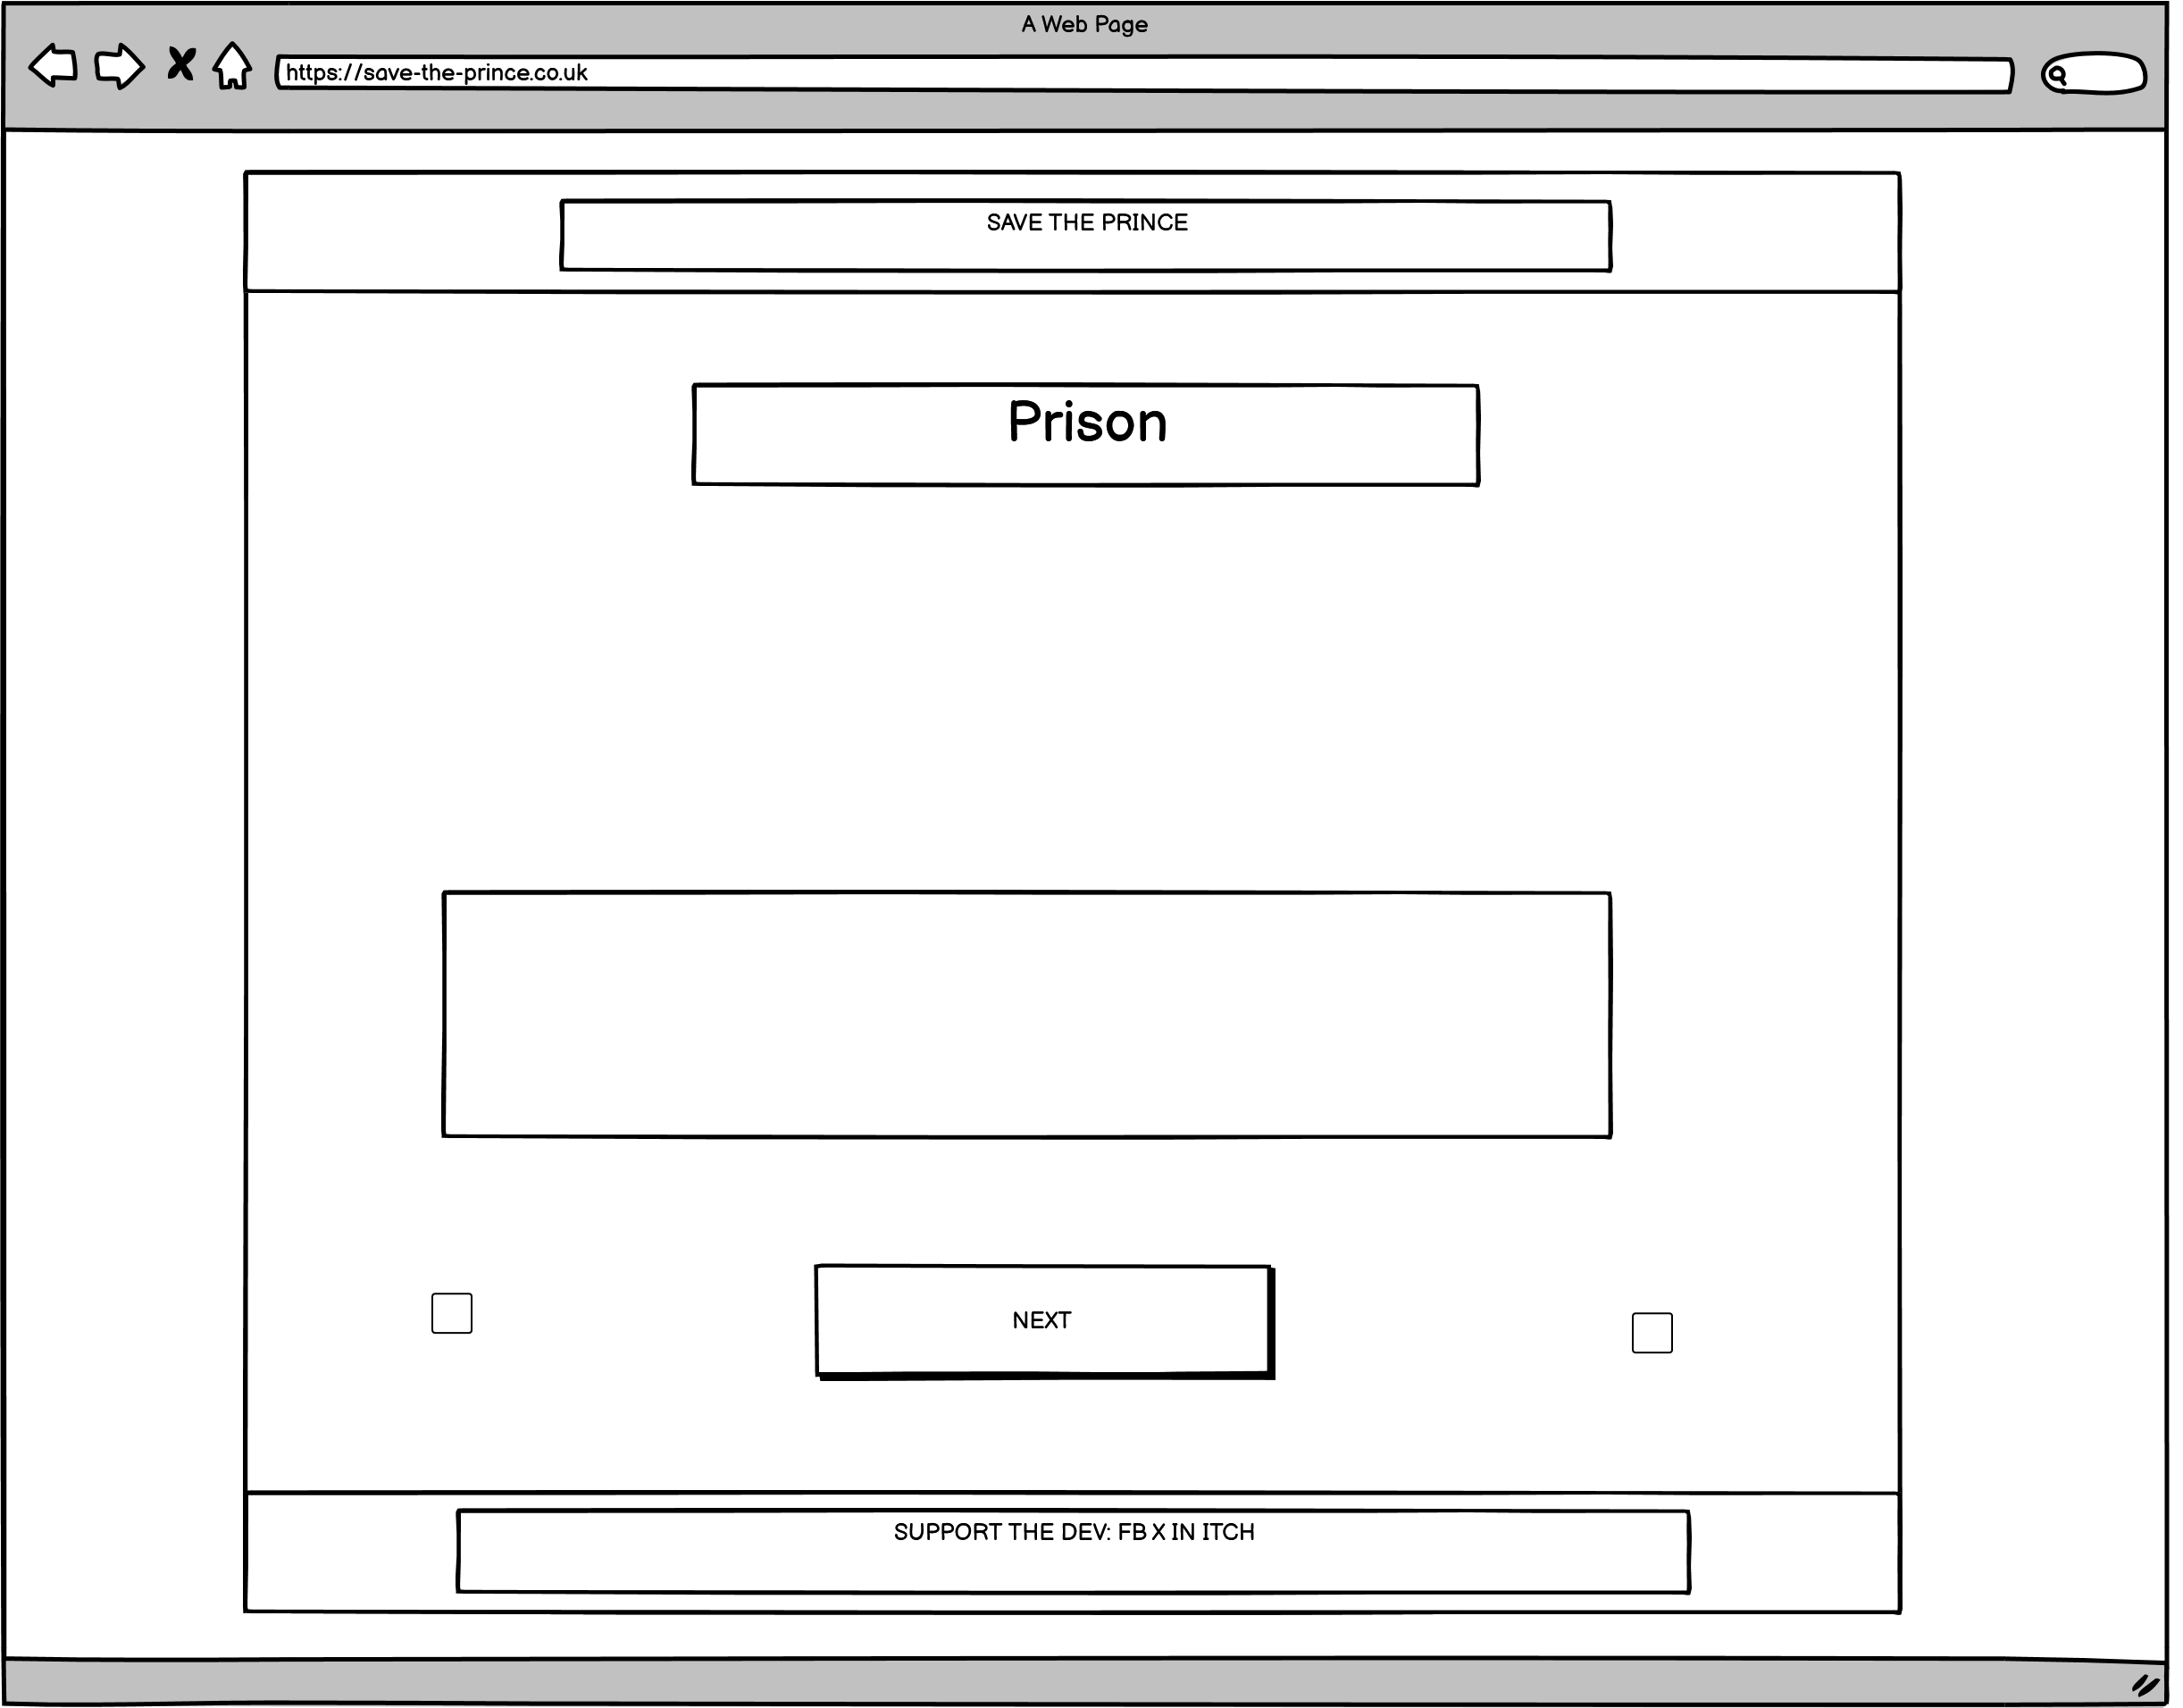 A Web Page
https://save-the-prince.co.uk
SAVE THE PRINCE
Prison
NEXT
SUPPORT THE DEV: FB X IN ITCH